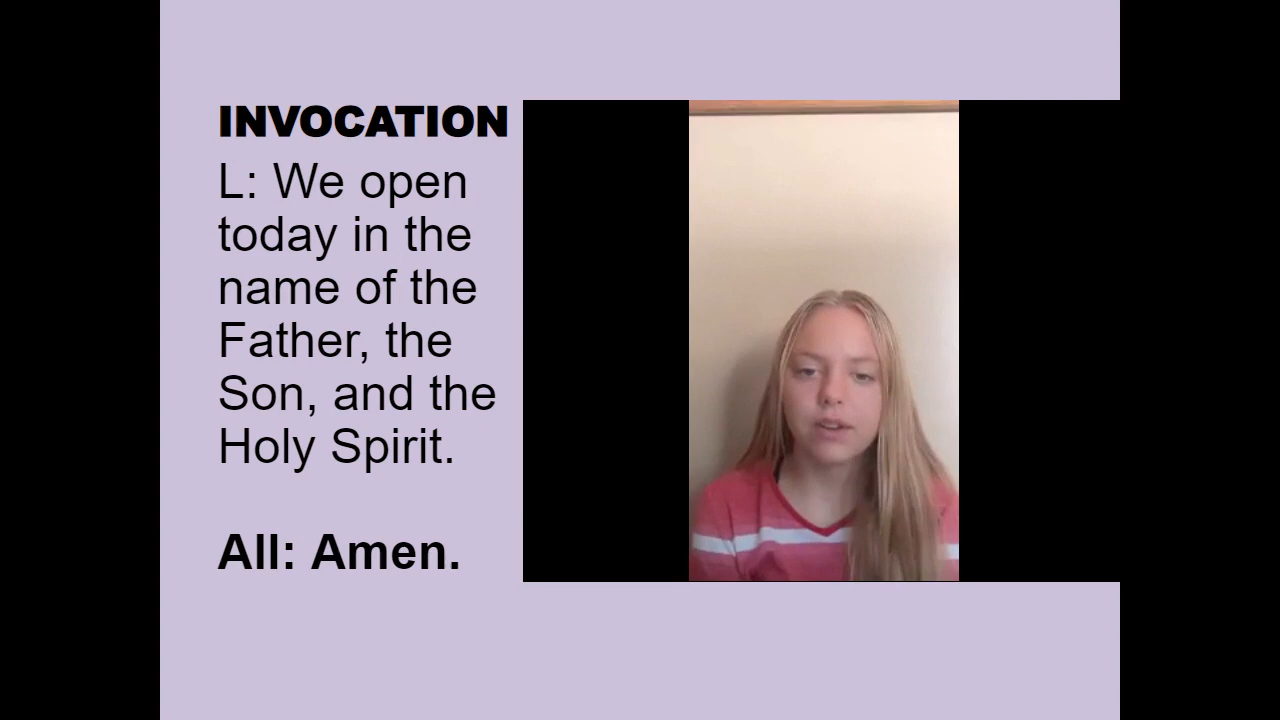 INVOCATION
L: We open
today in the
name of the
Father, the
Son, and the
Holy Spirit.
All: Amen.